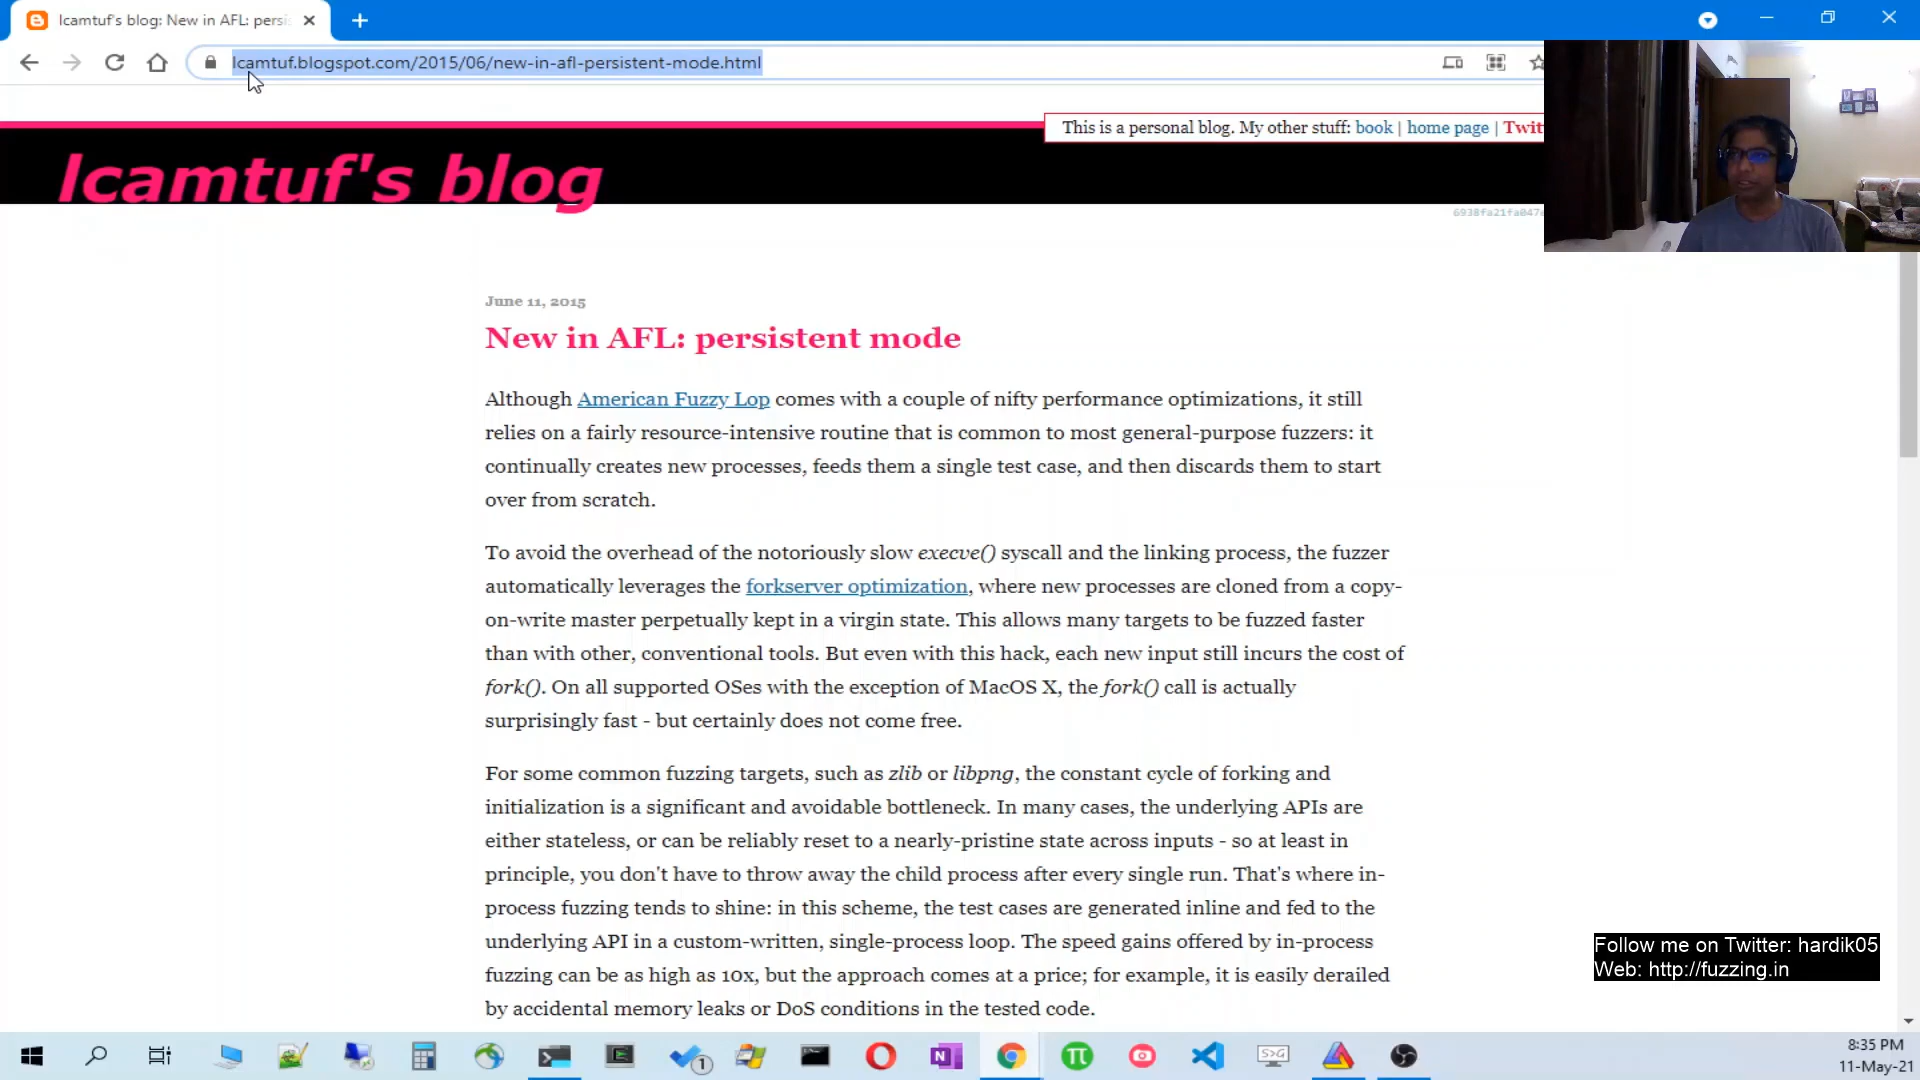 lcamtuf's blog: New in AFL: persi
lcamtuf.blogspot.com/2015/06/new-in-afl-persistent-mode.html
This is a personal blog. My other stuff: book | home page | Twit
lcamtuf's blog
6938fa21fa047
June 11, 2015
New in AFL: persistent mode
Although American Fuzzy Lop comes with a couple of nifty performance optimizations, it still
relies on a fairly resource-intensive routine that is common to most general-purpose fuzzers: it
continually creates new processes, feeds them a single test case, and then discards them to start
over from scratch.
To avoid the overhead of the notoriously slow execve() syscall and the linking process, the fuzzer
automatically leverages the forkserver optimization, where new processes are cloned from a copy-
on-write master perpetually kept in a virgin state. This allows many targets to be fuzzed faster
than with other, conventional tools. But even with this hack, each new input still incurs the cost of
fork(). On all supported OSes with the exception of MacOS X, the fork() call is actually
surprisingly fast - but certainly does not come free.
For some common fuzzing targets, such as zlib or libpng, the constant cycle of forking and
initialization is a significant and avoidable bottleneck. In many cases, the underlying APIs are
either stateless, or can be reliably reset to a nearly-pristine state across inputs - so at least in
principle, you don't have to throw away the child process after every single run. That's where in-
process fuzzing tends to shine: in this scheme, the test cases are generated inline and fed to the
underlying API in a custom-written, single-process loop. The speed gains offered by in-process
fuzzing can be as high as 10x, but the approach comes at a price; for example, it is easily derailed
by accidental memory leaks or DoS conditions in the tested code.
Follow me on Twitter: hardik05
Web: http://fuzzing.in
1
N
S>G
8:35 PM
11-May-21